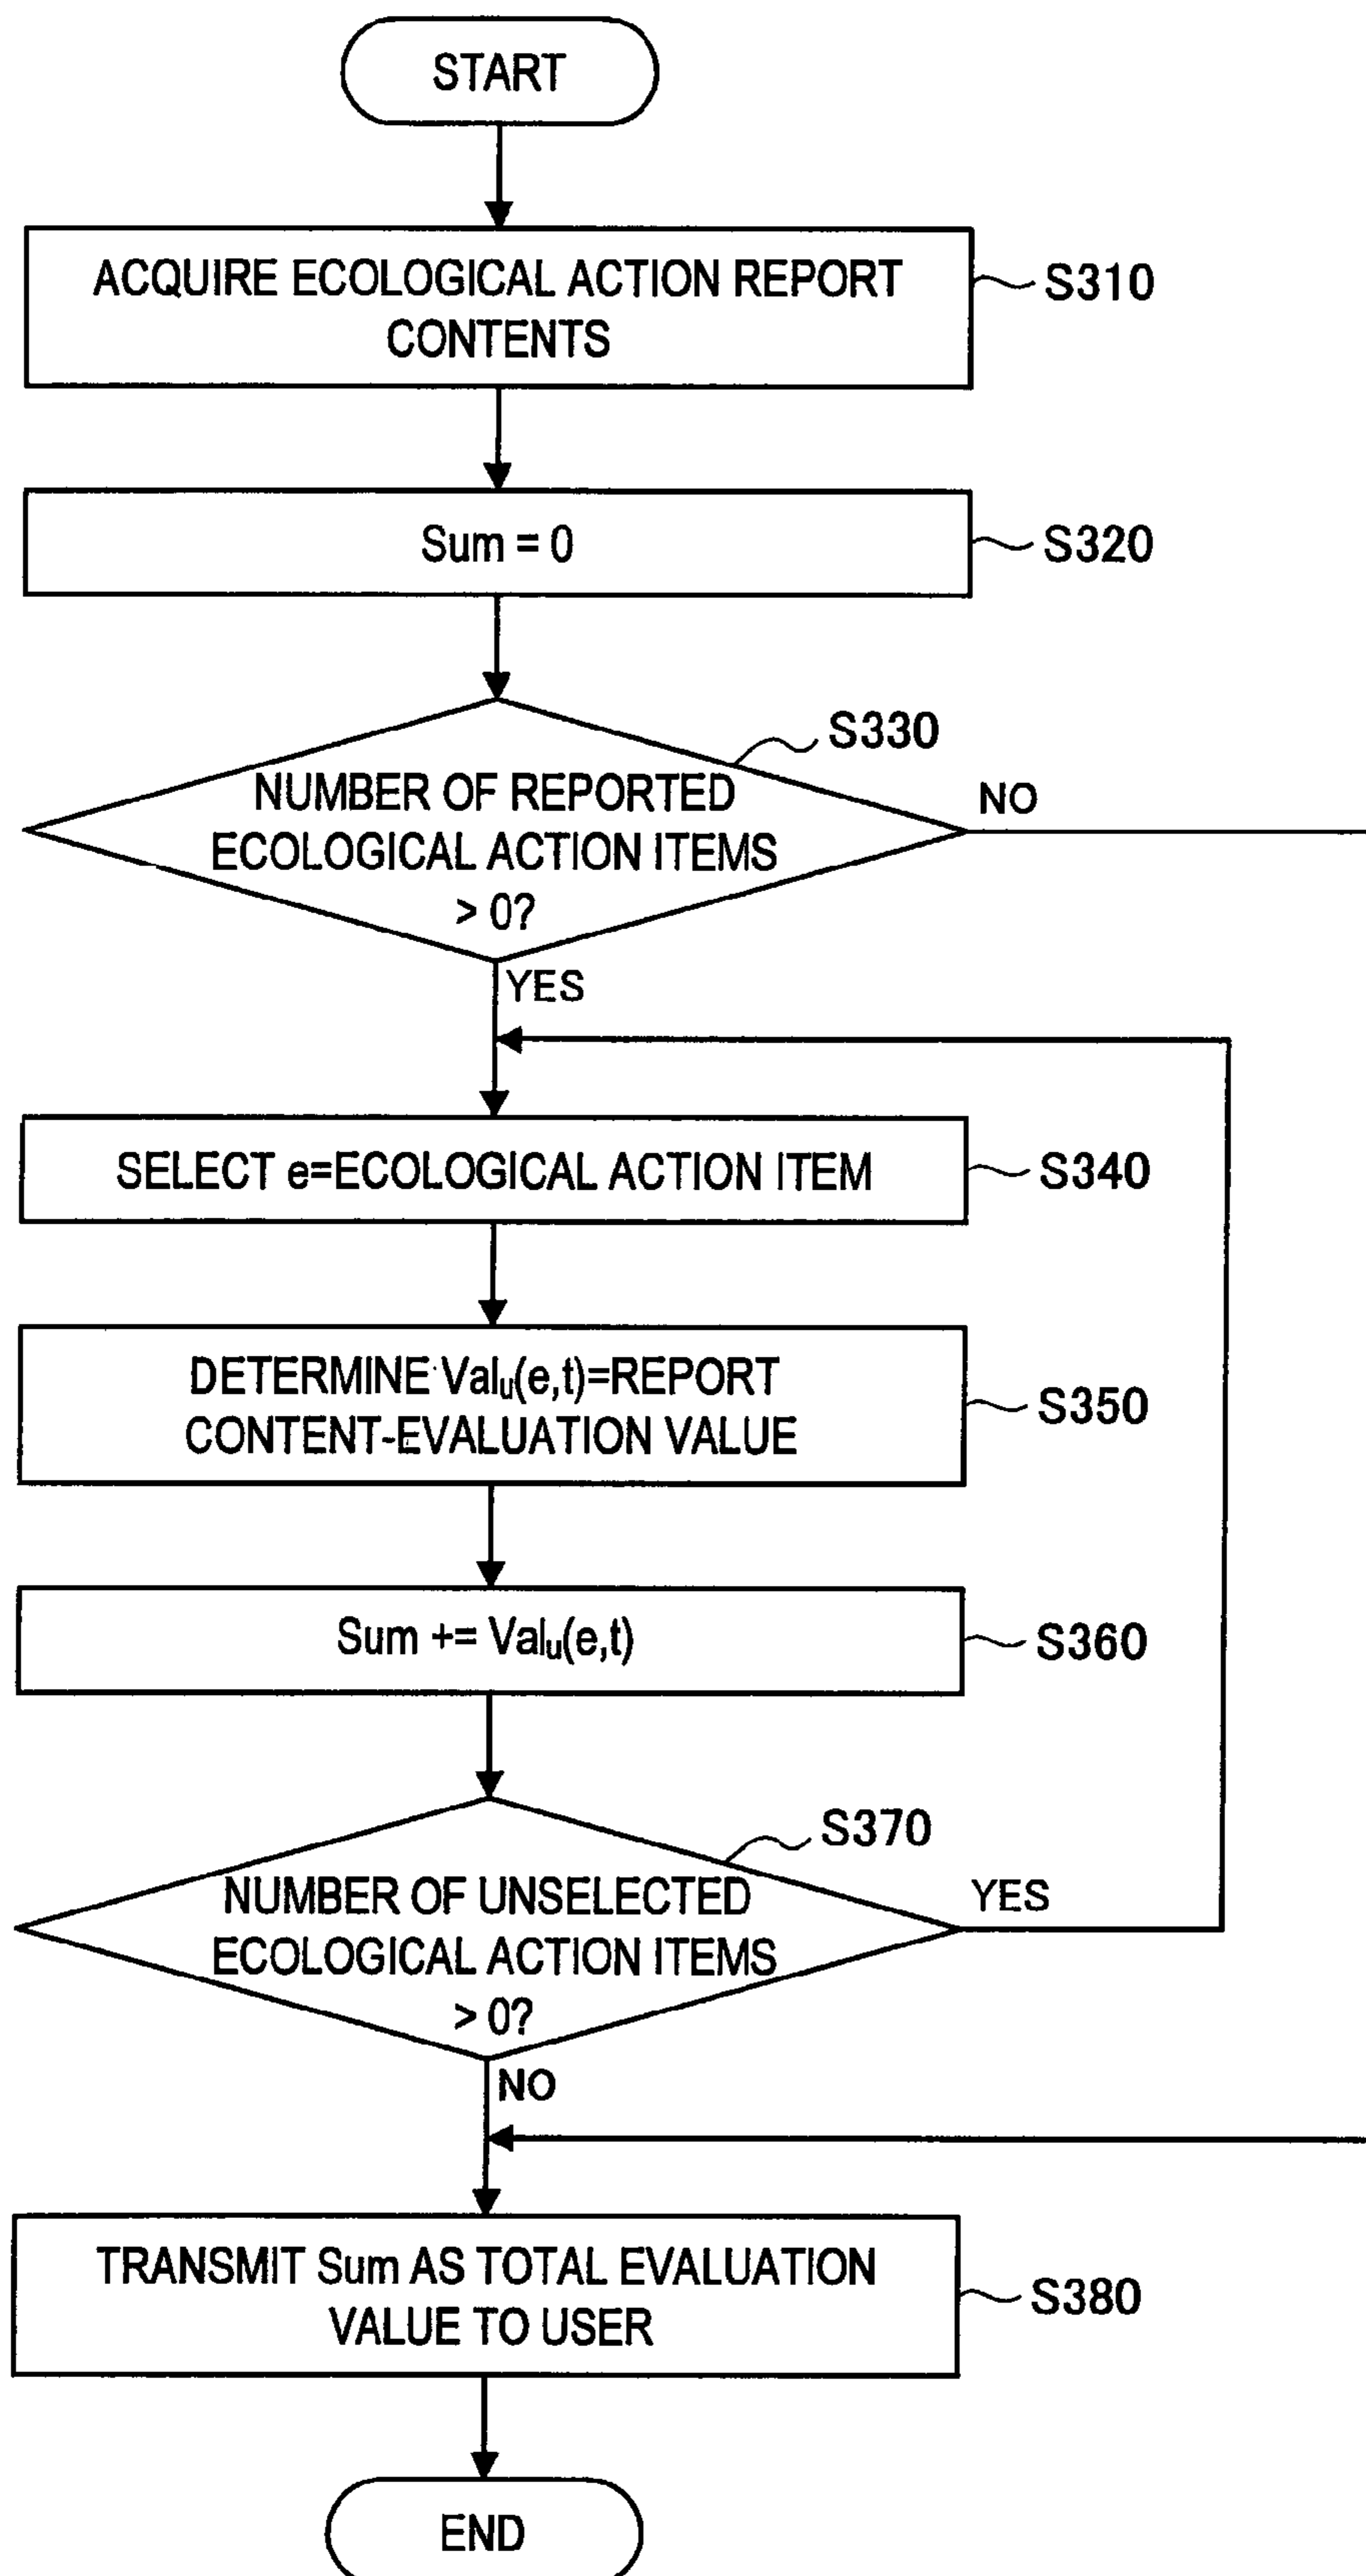 START
ACQUIRE ECOLOGICAL ACTION REPORT
CONTENTS
S310
Sum = 0
S320
S330
NUMBER OF REPORTED
ECOLOGICAL ACTION ITEMS
> 0?
NO
YES
SELECT e=ECOLOGICAL ACTION ITEM
S340
DETERMINE Valu(e,t)=REPORT
CONTENT-EVALUATION VALUE
S350
Sum += Valu(e,t)
S360
S370
NUMBER OF UNSELECTED
ECOLOGICAL ACTION ITEMS
> 0?
YES
NO
TRANSMIT Sum AS TOTAL EVALUATION
VALUE TO USER
S380
END